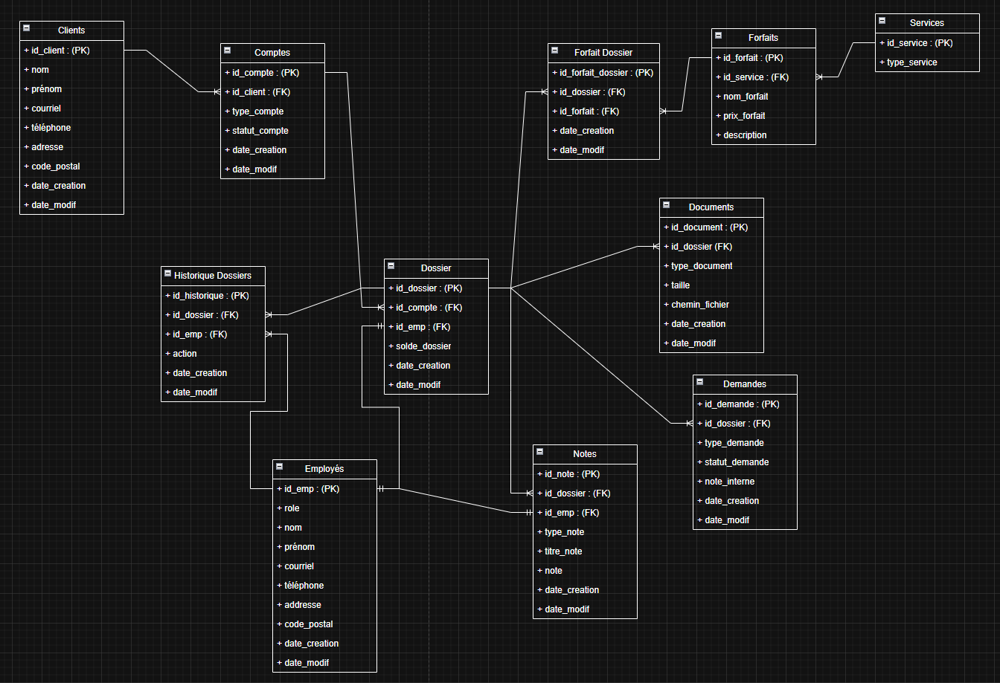 Clients
+ id_client : (PK)
+ nom
+ prénom
+ courriel
+ téléphone
+ adresse
+ code_postal
+ date_creation
+ date_modif
Comptes
+ id_compte : (PK)
+ id_client : (FK)
+ type_compte
+ statut_compte
+ date_creation
+ date_modif
Forfait Dossier
+ id_forfait_dossier : (PK)
+ id_dossier : (FK)
+ id_forfait : (FK)
+ date_creation
+ date_modif
Forfaits
+ id_forfait : (PK)
+ id_service : (FK)
+ nom_forfait
+ prix_forfait
+ description
Services
+ id_service : (PK)
+ type_service
Documents
+ id_document : (PK)
+ id_dossier (FK)
+ type_document
+ taille
+ chemin_fichier
+ date_creation
+ date_modif
Historique Dossiers
+ id_historique : (PK)
+ id_dossier : (FK)
+ id_emp : (FK)
+ action
+ date_creation
+ date_modif
Dossier
+ id_dossier : (PK)
+ id_compte : (FK)
+ id_emp : (FK)
+ solde_dossier
+ date_creation
+ date_modif
Demandes
+ id_demande : (PK)
+ id_dossier : (FK)
+ type_demande
+ statut_demande
+ note_interne
+ date_creation
+ date_modif
Employés
+ id_emp : (PK)
+ role
+ nom
+ prénom
+ courriel
+ téléphone
+ addresse
+ code_postal
+ date_creation
+ date_modif
Notes
+ id_note : (PK)
+ id_dossier : (FK)
+ id_emp : (FK)
+ type_note
+ titre_note
+ note
+ date_creation
+ date_modif